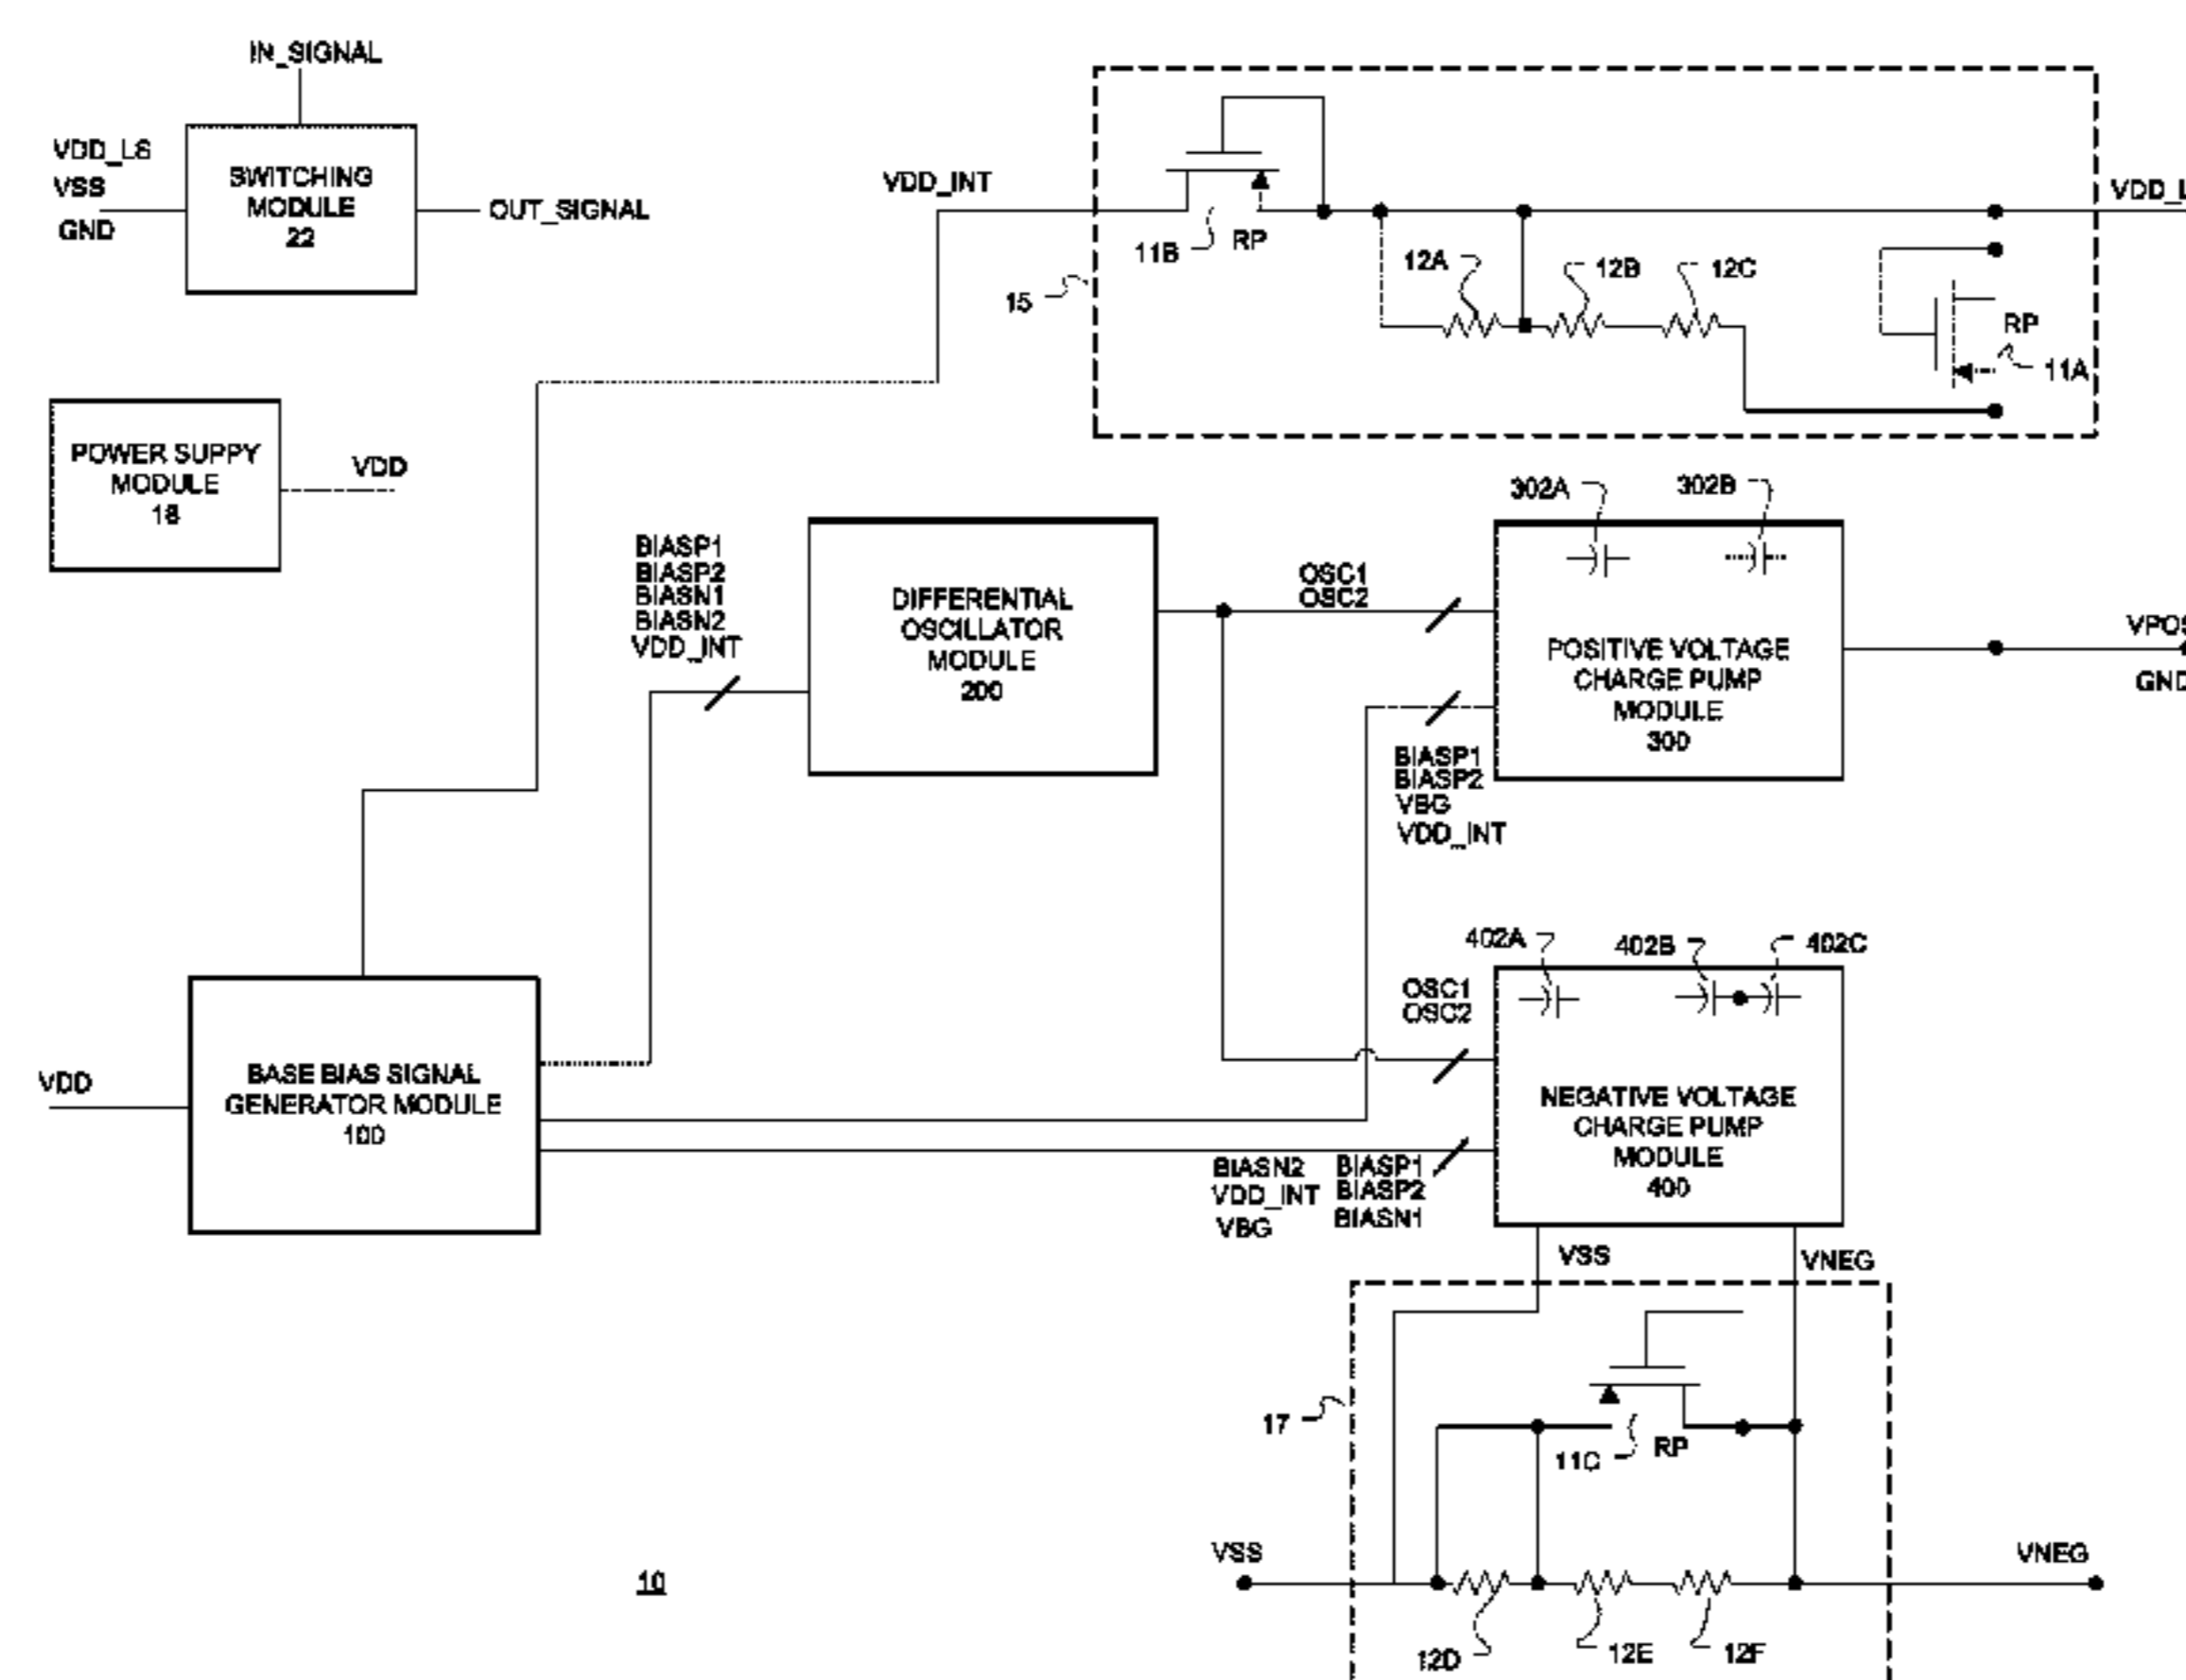 IN_SIGNAL
VDD_LS
VSS
GND
SWITCHING
MODULE
22
OUT_SIGNAL
VDD_INT
11B
RP
15
12A
12B
12C
RP
11A
VDD_L
POWER SUPPY
MODULE
18
VDD
BIASP1
BIASP2
BIASN1
BIASN2
VDD_INT
DIFFERENTIAL
OSCILLATOR
MODULE
200
OSC1
OSC2
302A
302B
POSITIVE VOLTAGE
CHARGE PUMP
MODULE
300
VPOS
GND
BIASP1
BIASP2
VBG
VDD_INT
VDD
BASE BIAS SIGNAL
GENERATOR MODULE
100
402A
402B
402C
OSC1
OSC2
NEGATIVE VOLTAGE
CHARGE PUMP
MODULE
400
BIASN2
VDD_INT
VBG
BIASP1
BIASP2
BIASN1
VSS
VNEG
17
11C
RP
VSS
VNEG
12D
12E
12F
10